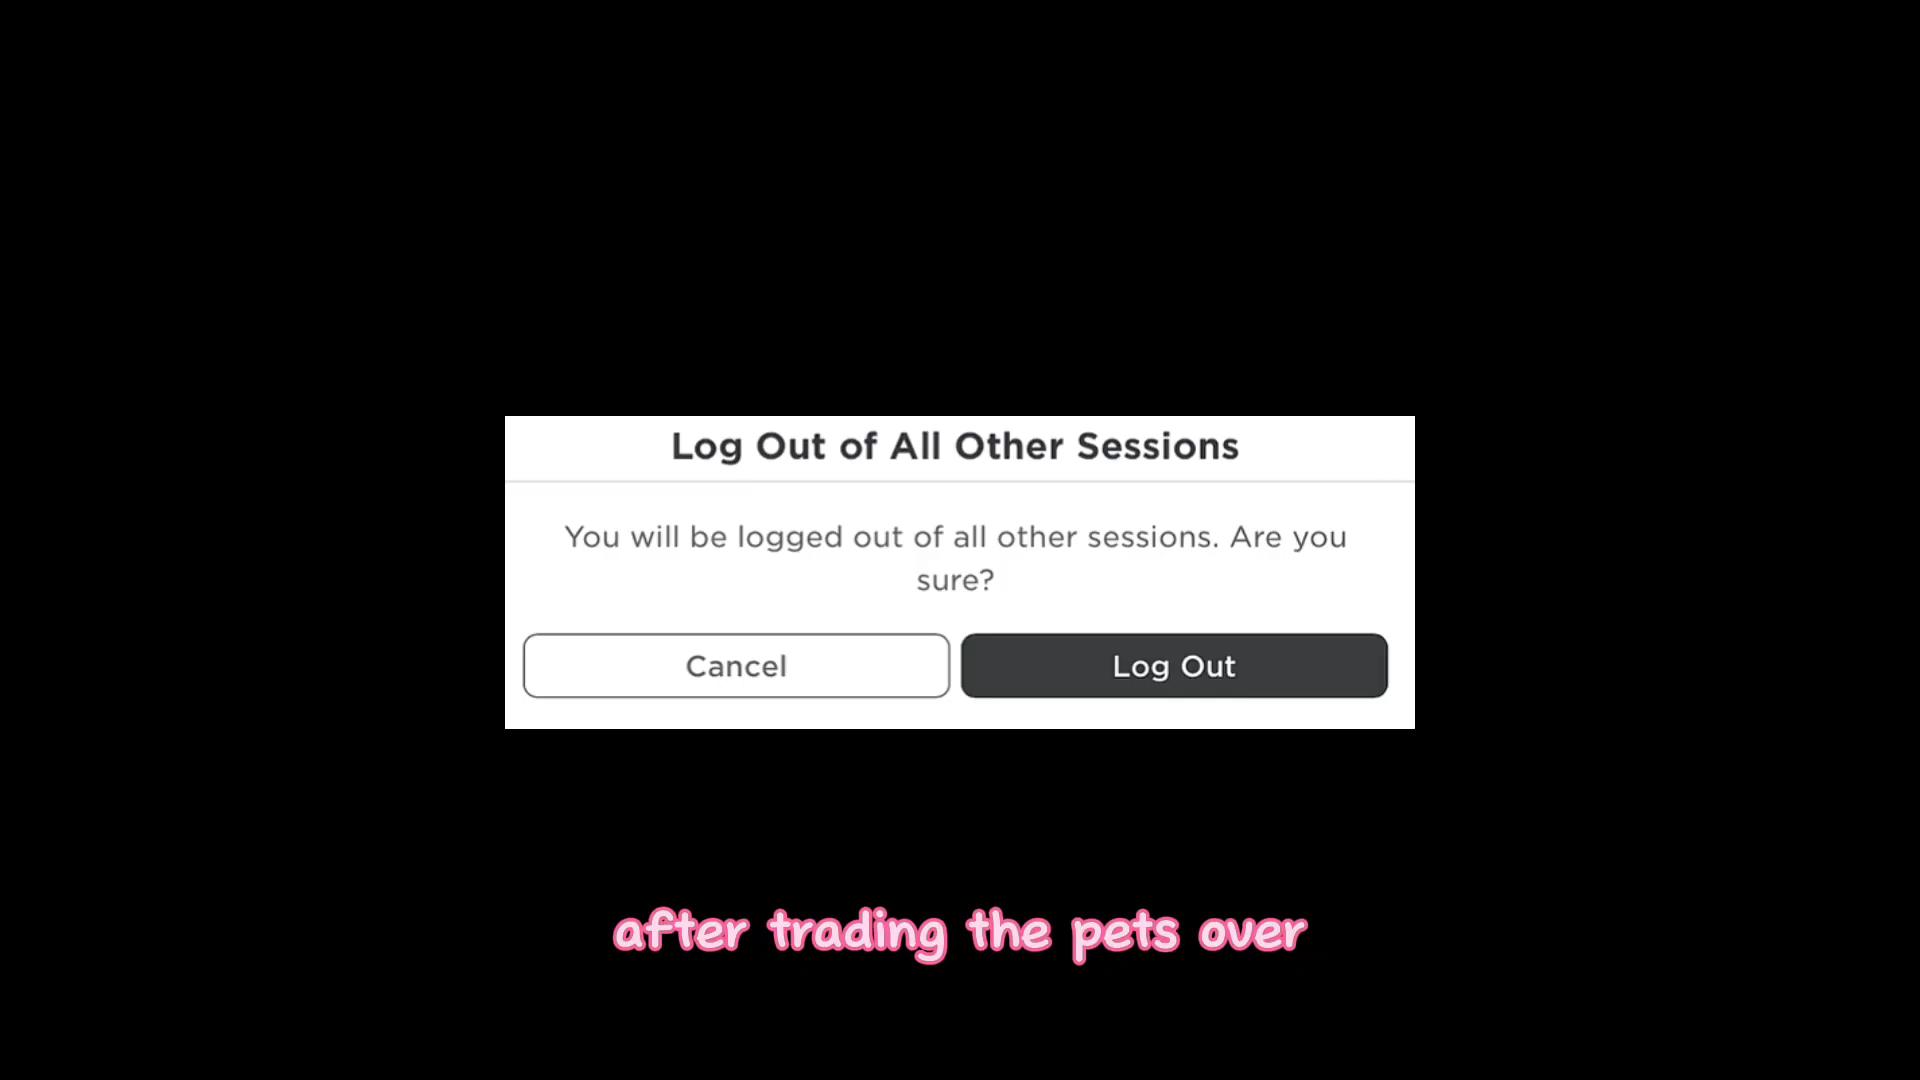 Log Out of All Other Sessions
You will be logged out of all other sessions. Are you
sure?
Cancel
Log Out
after trading the pets over